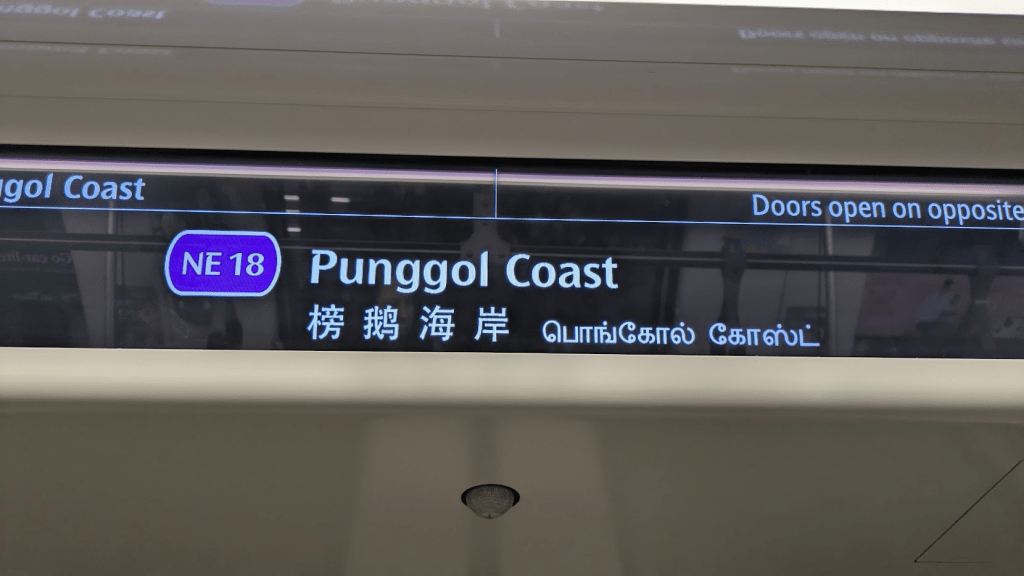 ggol Coast
Doors open on opposite
NE 18
Punggol Coast
榜鹅海岸 பொங்கோல் கோஸ்ட்